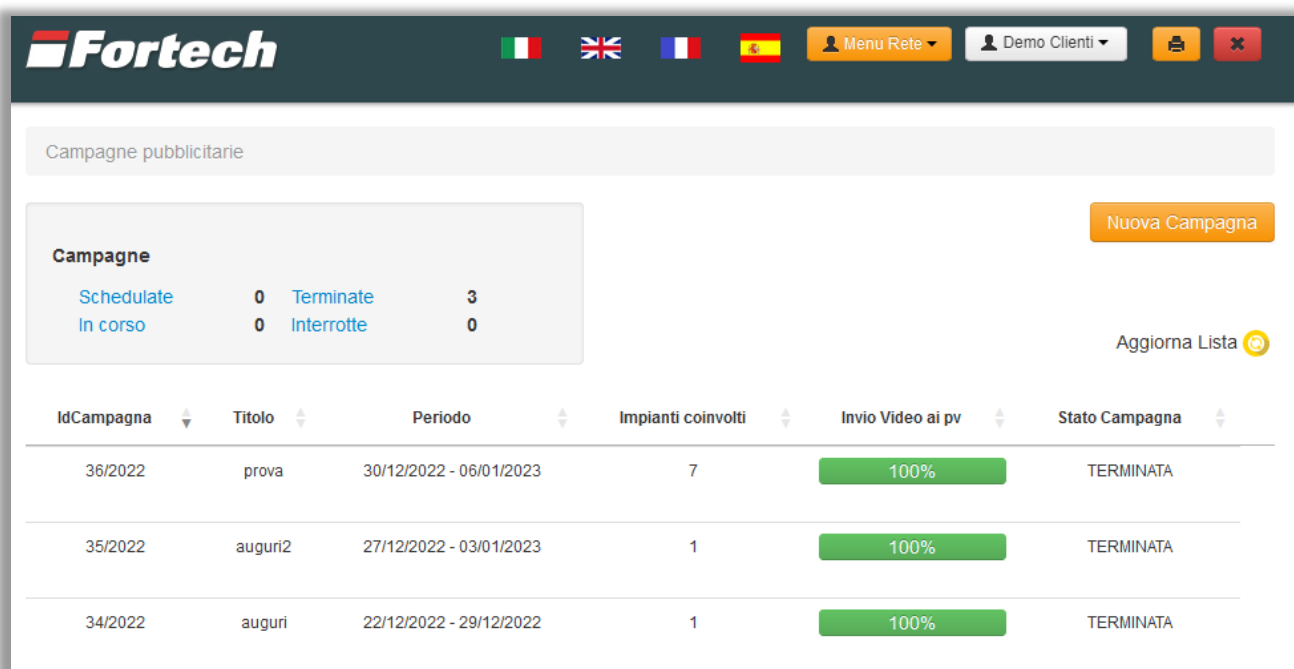 Fortech Menu Rete Demo Clienti
Campagne pubblicitarie
Nuova Campagna
Campagne
Schedulate 0 Terminate 3
In corso 0 Interrotte 0
Aggiorna Lista
IdCampagna Titolo Periodo Impianti coinvolti Invio Video ai pv Stato Campagna
36/2022 prova 30/12/2022 - 06/01/2023 7 100% TERMINATA
35/2022 auguri2 27/12/2022 - 03/01/2023 1 100% TERMINATA
34/2022 auguri 22/12/2022 - 29/12/2022 1 100% TERMINATA